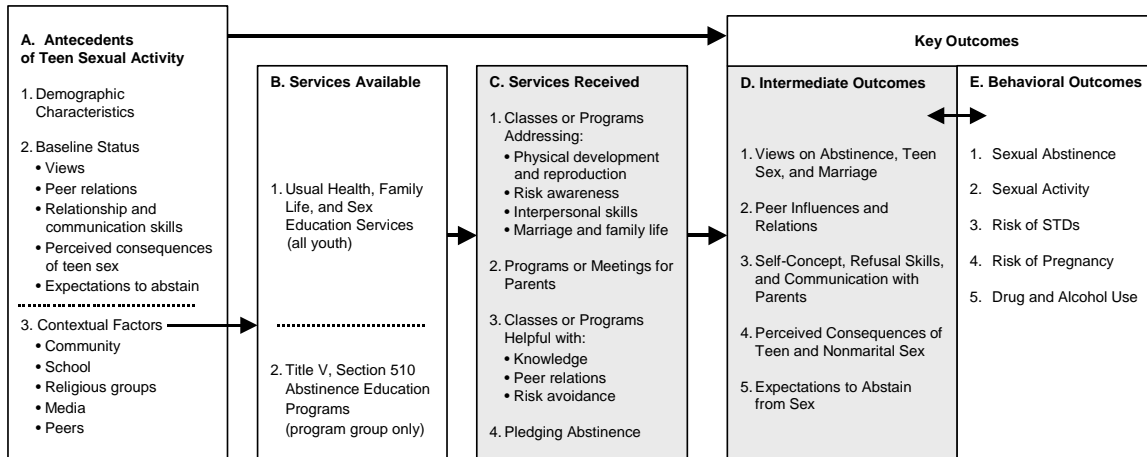 A. Antecedents
of Teen Sexual Activity
1. Demographic
Characteristics
2. Baseline Status
• Views
• Peer relations
• Relationship and
communication skills
• Perceived consequences
of teen sex
• Expectations to abstain
3. Contextual Factors
• Community
• School
• Religious groups
• Media
• Peers
B. Services Available
1. Usual Health, Family
Life, and Sex
Education Services
(all youth)
2. Title V, Section 510
Abstinence Education
Programs
(program group only)
C. Services Received
1. Classes or Programs
Addressing:
• Physical development
and reproduction
• Risk awareness
• Interpersonal skills
• Marriage and family life
2. Programs or Meetings for
Parents
3. Classes or Programs
Helpful with:
• Knowledge
• Peer relations
• Risk avoidance
4. Pledging Abstinence
Key Outcomes
D. Intermediate Outcomes
1. Views on Abstinence, Teen
Sex, and Marriage
2. Peer Influences and
Relations
3. Self-Concept, Refusal Skills,
and Communication with
Parents
4. Perceived Consequences of
Teen and Nonmarital Sex
5. Expectations to Abstain
from Sex
E. Behavioral Outcomes
1. Sexual Abstinence
2. Sexual Activity
3. Risk of STDs
4. Risk of Pregnancy
5. Drug and Alcohol Use